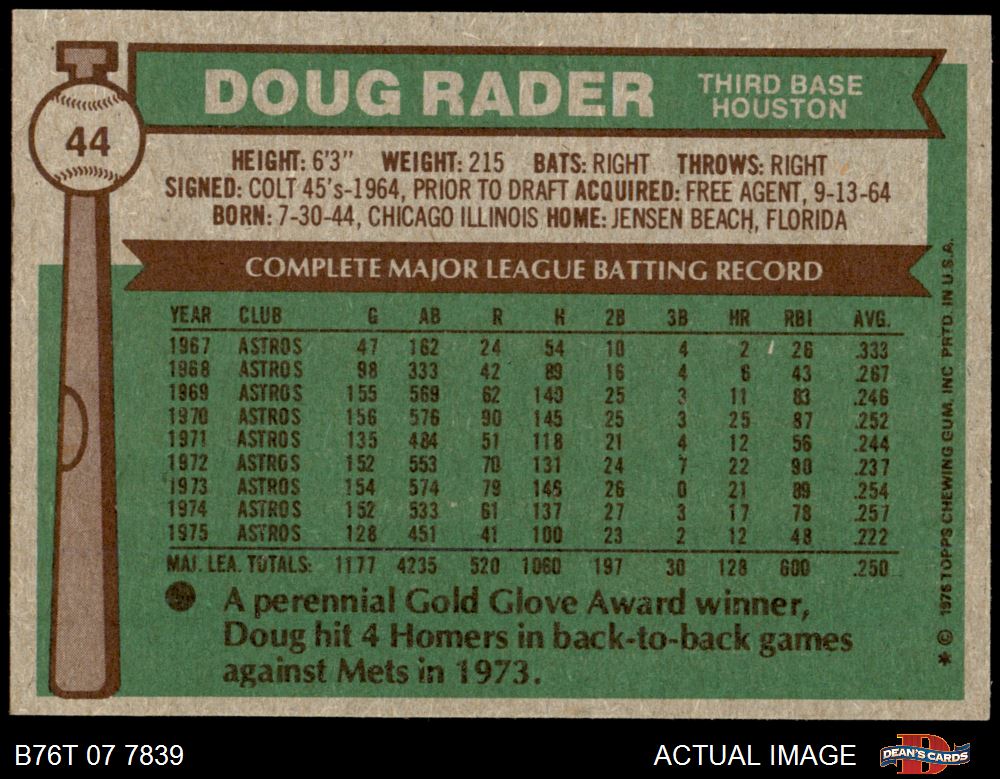 DOUG RADER
THIRD BASE
HOUSTON
44
HEIGHT: 6'3" WEIGHT: 215 BATS: RIGHT THROWS: RIGHT
SIGNED: COLT 45's-1964, PRIOR TO DRAFT ACQUIRED: FREE AGENT, 9-13-64
BORN: 7-30-44, CHICAGO ILLINOIS HOME: JENSEN BEACH, FLORIDA
COMPLETE MAJOR LEAGUE BATTING RECORD
YEAR CLUB G AB R H 2B 3B HR RBI AVG.
1967 ASTROS 47 162 24 54 10 4 2 26 .333
1968 ASTROS 98 333 42 89 16 4 6 43 .267
1969 ASTROS 155 569 62 140 25 3 11 83 .246
1970 ASTROS 156 576 90 145 25 3 25 87 .252
1971 ASTROS 135 484 51 118 21 4 12 56 .244
1972 ASTROS 152 553 70 131 24 7 22 90 .237
1973 ASTROS 154 574 79 146 26 0 21 89 .254
1974 ASTROS 152 533 61 137 27 3 17 78 .257
1975 ASTROS 128 451 41 100 23 2 12 48 .222
MAJ. LEA. TOTALS: 1177 4235 520 1060 197 30 128 600 .250
A perennial Gold Glove Award winner,
Doug hit 4 Homers in back-to-back games
against Mets in 1973.
* © 1976 TOPPS CHEWING GUM, INC PRTD. IN U.S.A.
B76T 07 7839
ACTUAL IMAGE
DEAN'S CARDS